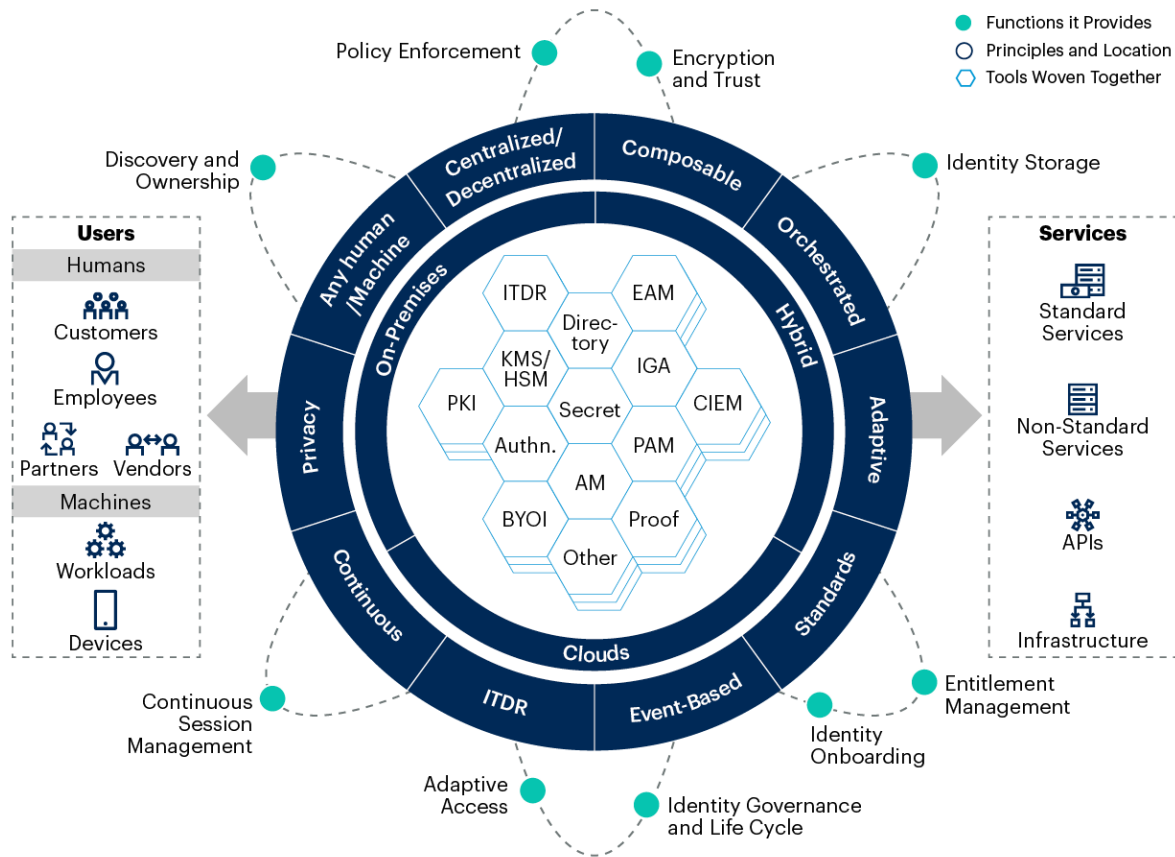 Functions it Provides
Principles and Location
Tools Woven Together
Policy Enforcement
Encryption
and Trust
Discovery and
Ownership
Identity Storage
Centralized/
Decentralized
Composable
Orchestrated
Adaptive
Standards
Event-Based
ITDR
Continuous
Privacy
Any human
/Machine
On-Premises
Hybrid
Clouds
Users
Humans
Customers
Employees
Partners
Vendors
Machines
Workloads
Devices
ITDR
EAM
Direc-
tory
KMS/
HSM
IGA
PKI
Secret
CIEM
Authn.
PAM
AM
BYOI
Proof
Other
Services
Standard
Services
Non-Standard
Services
APIs
Infrastructure
Continuous
Session
Management
Entitlement
Management
Identity
Onboarding
Adaptive
Access
Identity Governance
and Life Cycle